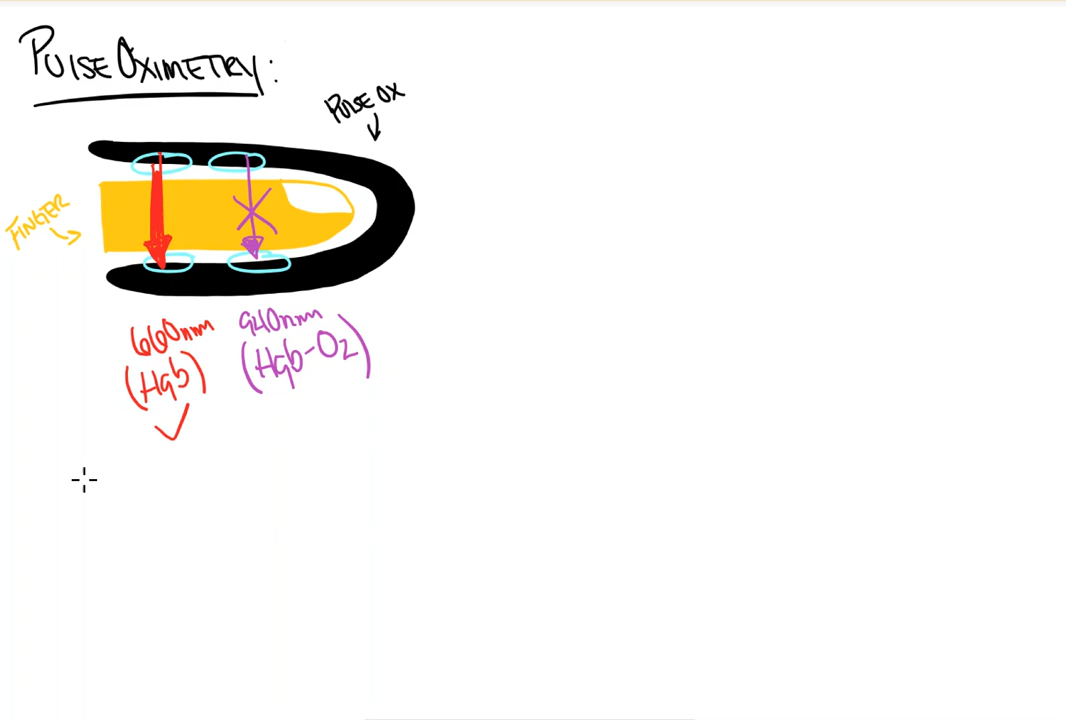 PULSE OXIMETRY:
PULSE OX
FINGER
660nm
(Hgb)
940nm
(Hgb-O2)